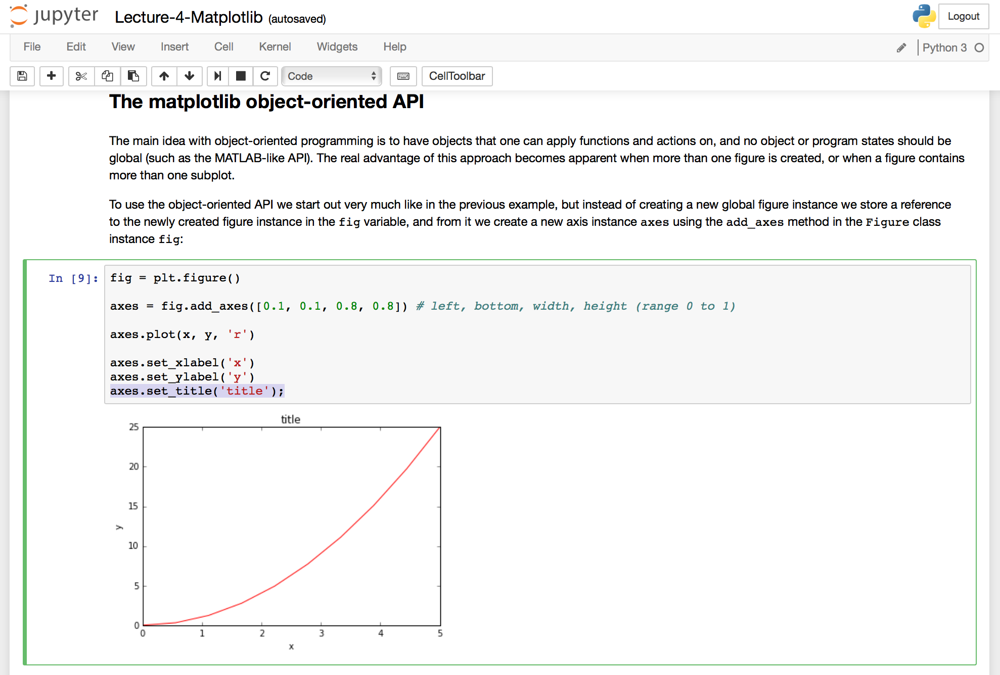 jupyter Lecture-4-Matplotlib (autosaved) Logout
File Edit View Insert Cell Kernel Widgets Help Python 3
Code CellToolbar
The matplotlib object-oriented API
The main idea with object-oriented programming is to have objects that one can apply functions and actions on, and no object or program states should be
global (such as the MATLAB-like API). The real advantage of this approach becomes apparent when more than one figure is created, or when a figure contains
more than one subplot.
To use the object-oriented API we start out very much like in the previous example, but instead of creating a new global figure instance we store a reference
to the newly created figure instance in the fig variable, and from it we create a new axis instance axes using the add_axes method in the Figure class
instance fig:
In [9]: fig = plt.figure()
axes = fig.add_axes([0.1, 0.1, 0.8, 0.8]) # left, bottom, width, height (range 0 to 1)
axes.plot(x, y, 'r')
axes.set_xlabel('x')
axes.set_ylabel('y')
axes.set_title('title');
title
25
20
15
y
10
5
0
0 1 2 3 4 5
x